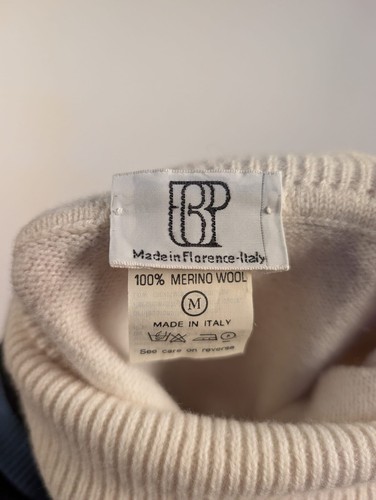 BP
Made in Florence-Italy
100% MERINO WOOL
M
MADE IN ITALY
See care on reverse